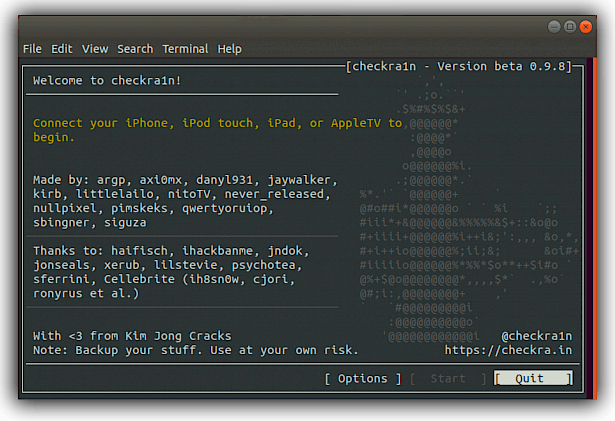 File Edit View Search Terminal Help
[checkra1n - Version beta 0.9.8]
Welcome to checkra1n!
Connect your iPhone, iPod touch, iPad, or AppleTV to
begin.
Made by: argp, axi0mx, danyl931, jaywalker,
kirb, littlelailo, nitoTV, never_released,
nullpixel, pimskeks, qwertyoruiop,
sbingner, siguza
Thanks to: haifisch, ihackbanme, jndok,
jonseals, xerub, lilstevie, psychotea,
sferrini, Cellebrite (ih8sn0w, cjori,
ronyrus et al.)
With <3 from Kim Jong Cracks @checkra1n
Note: Backup your stuff. Use at your own risk. https://checkra.in
[ Options ] [ Start ] [ Quit ]